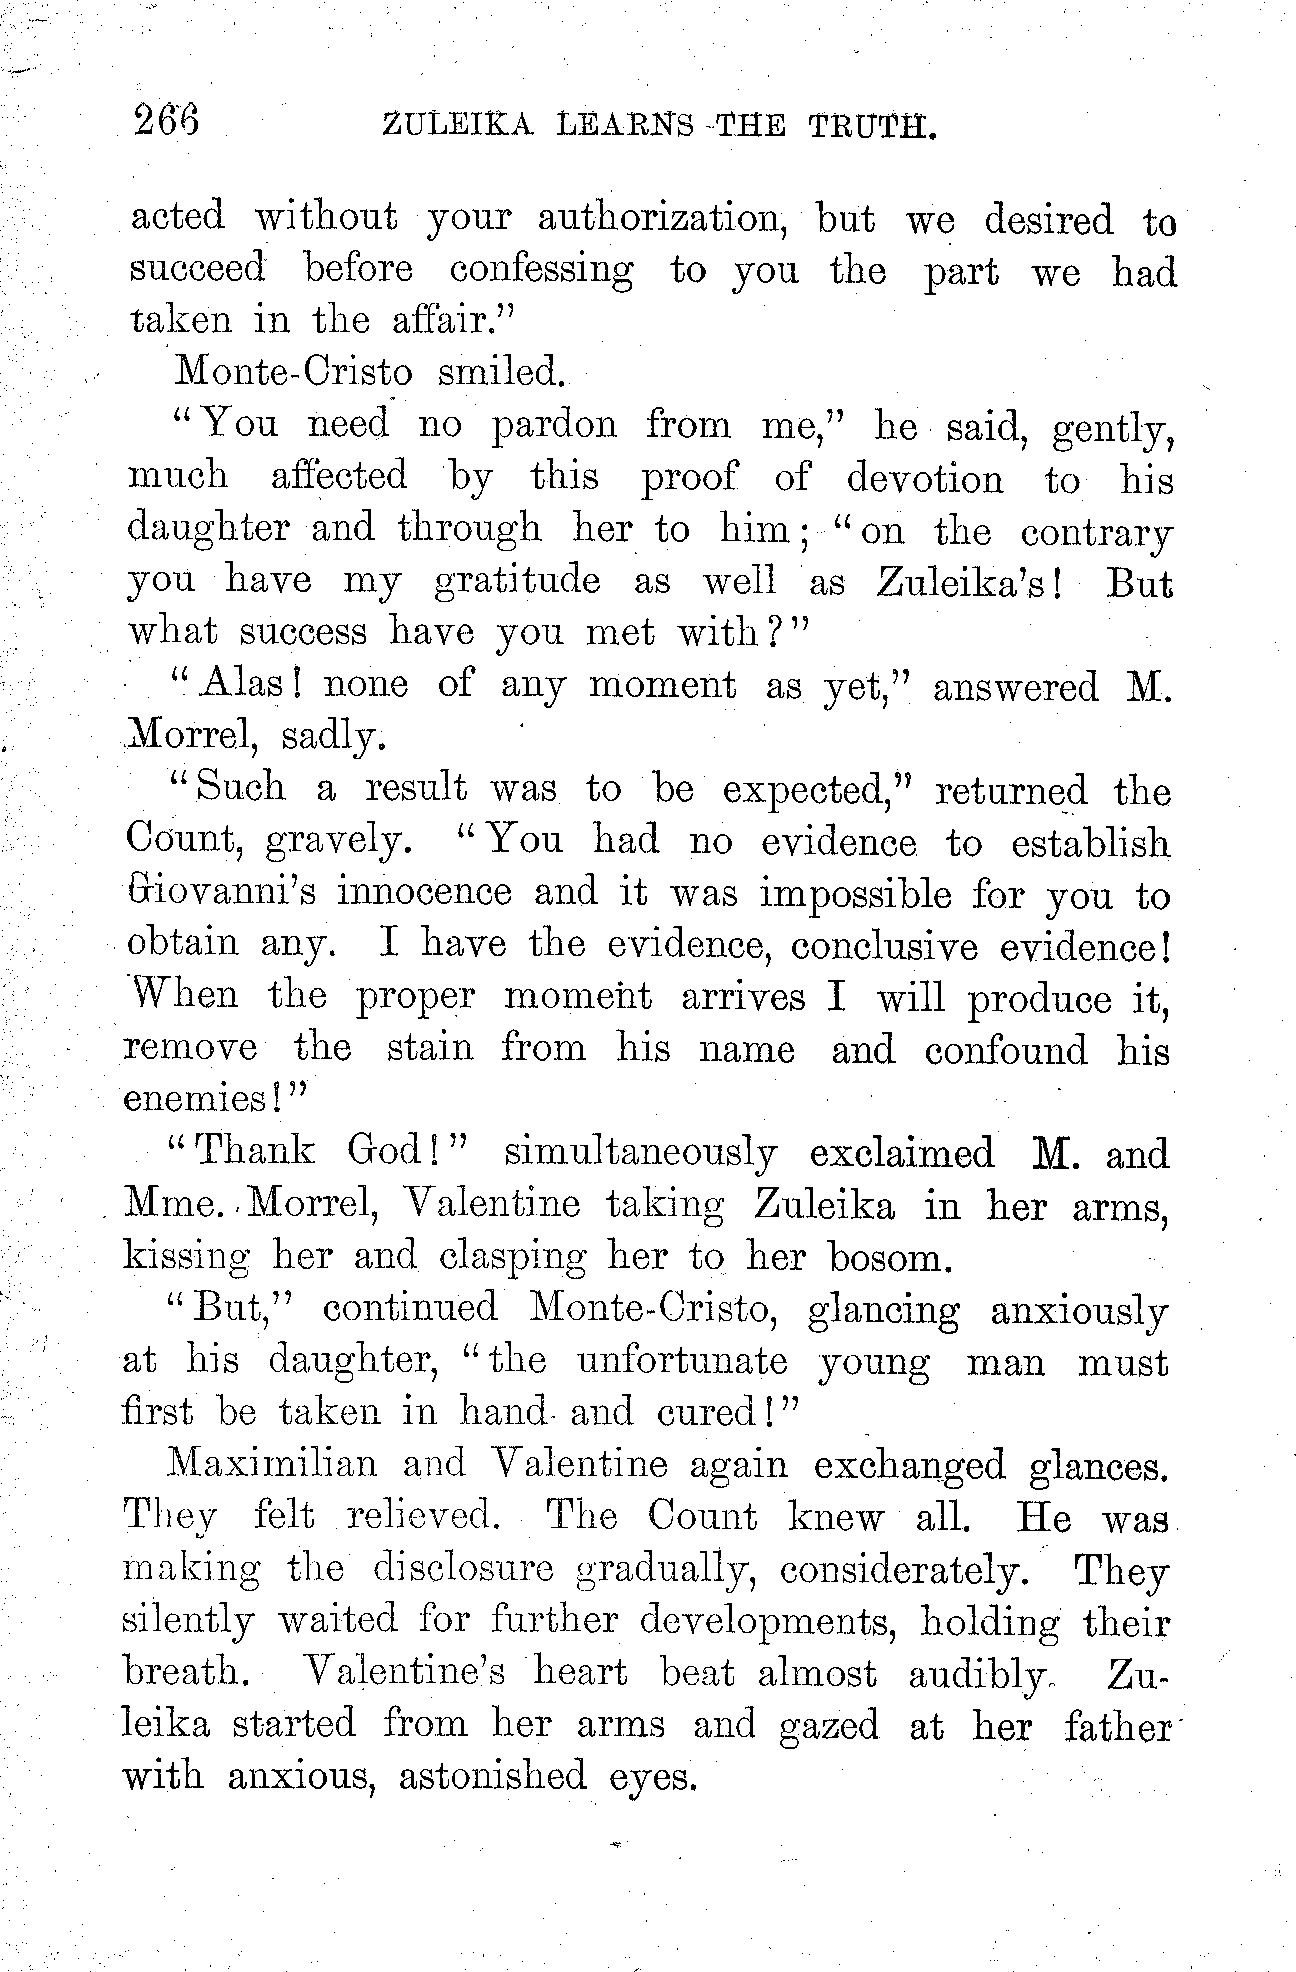 266 ZULEIKA LEARNS THE TRUTH.
acted without your authorization, but we desired to
succeed before confessing to you the part we had
taken in the affair."
Monte-Cristo smiled.
"You need no pardon from me," he said, gently,
much affected by this proof of devotion to his
daughter and through her to him; "on the contrary
you have my gratitude as well as Zuleika's! But
what success have you met with?"
"Alas! none of any moment as yet," answered M.
Morrel, sadly.
"Such a result was to be expected," returned the
Count, gravely. "You had no evidence to establish
Giovanni's innocence and it was impossible for you to
obtain any. I have the evidence, conclusive evidence!
When the proper moment arrives I will produce it,
remove the stain from his name and confound his
enemies!"
"Thank God!" simultaneously exclaimed M. and
Mme. Morrel, Valentine taking Zuleika in her arms,
kissing her and clasping her to her bosom.
"But," continued Monte-Cristo, glancing anxiously
at his daughter, "the unfortunate young man must
first be taken in hand and cured!"
Maximilian and Valentine again exchanged glances.
They felt relieved. The Count knew all. He was
making the disclosure gradually, considerately. They
silently waited for further developments, holding their
breath. Valentine's heart beat almost audibly. Zu-
leika started from her arms and gazed at her father
with anxious, astonished eyes.